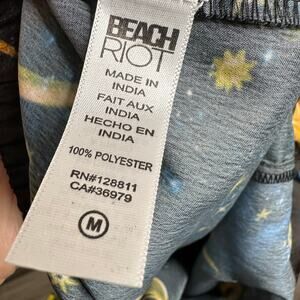 BEACH
RIOT
MADE IN
INDIA
FAIT AUX
INDIA
HECHO EN
INDIA
100% POLYESTER
RN#128811
CA#36979
M